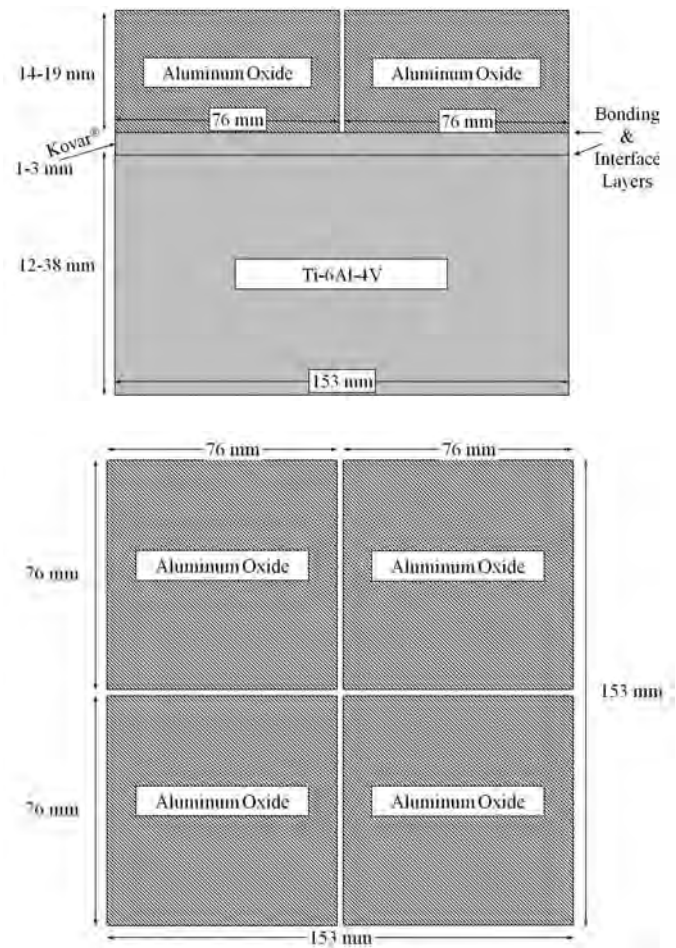 14-19 mm
Aluminum Oxide
Aluminum Oxide
76 mm
76 mm
Kovar®
1-3 mm
Bonding
&
Interface
Layers
12-38 mm
Ti-6Al-4V
153 mm
76 mm
76 mm
76 mm
Aluminum Oxide
Aluminum Oxide
153 mm
76 mm
Aluminum Oxide
Aluminum Oxide
153 mm